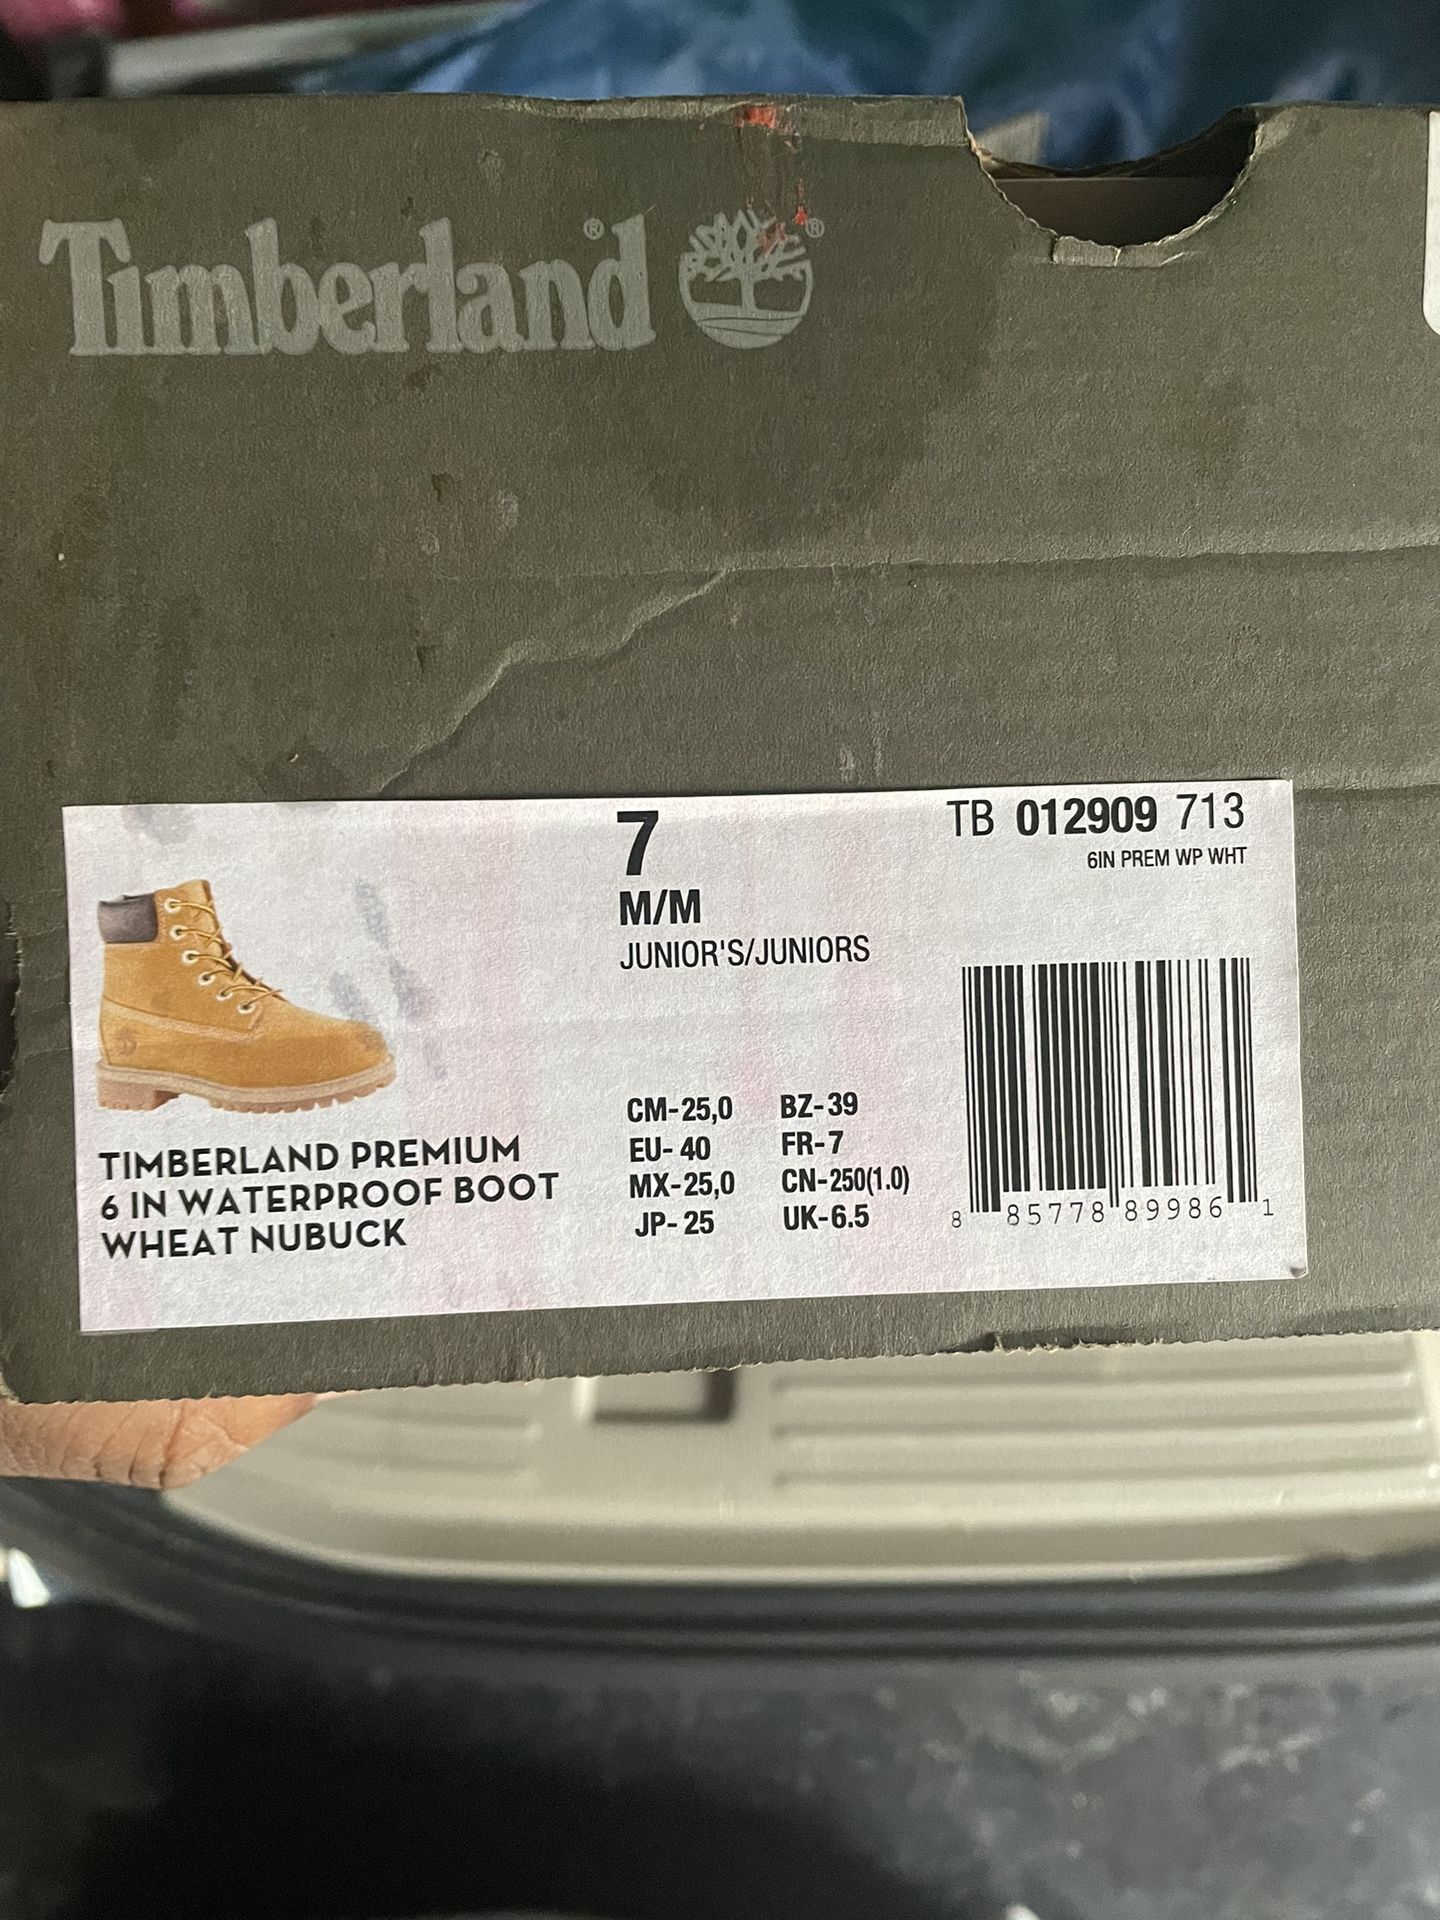 Timberland®
®
7
M/M
JUNIOR'S/JUNIORS
TB 012909 713
6IN PREM WP WHT
TIMBERLAND PREMIUM
6 IN WATERPROOF BOOT
WHEAT NUBUCK
CM-25,0 BZ-39
EU- 40 FR-7
MX-25,0 CN-250(1.0)
JP- 25 UK-6.5
8 85778 89986 1